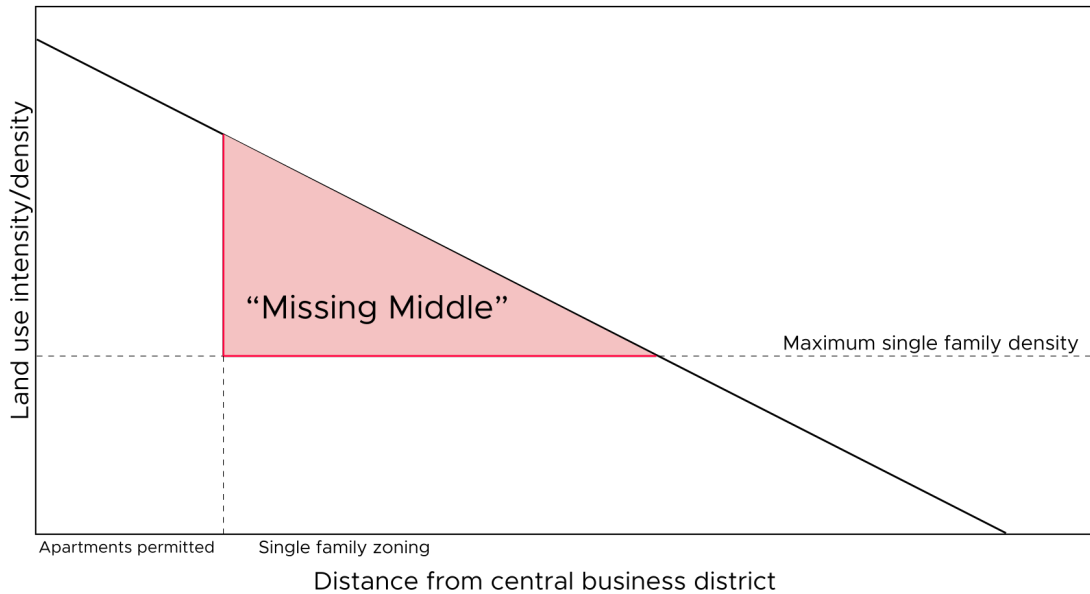 Land use intensity/density
“Missing Middle”
Maximum single family density
Apartments permitted
Single family zoning
Distance from central business district